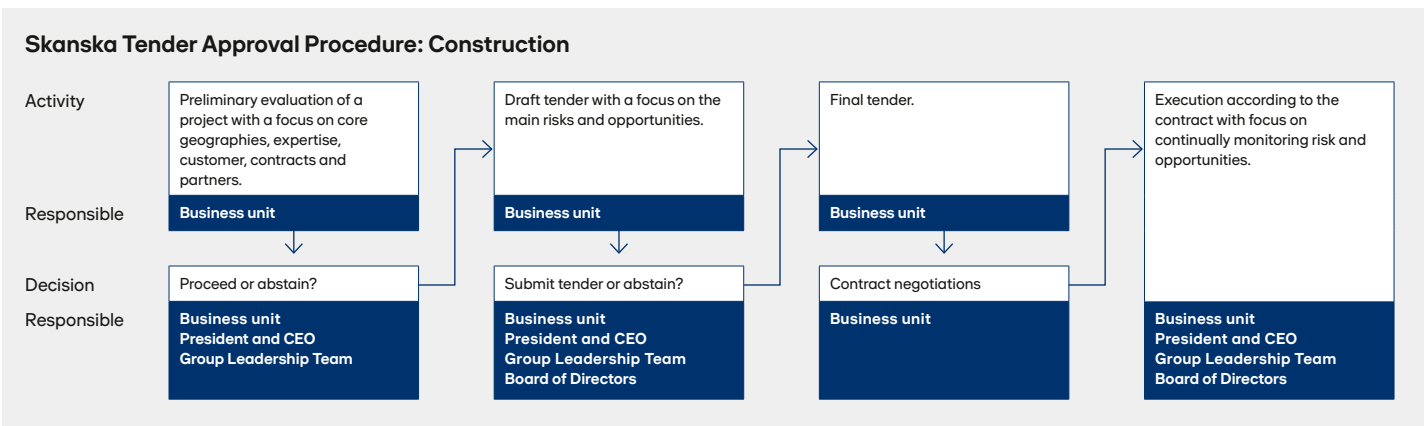 Skanska Tender Approval Procedure: Construction
Activity
Preliminary evaluation of a
project with a focus on core
geographies, expertise,
customer, contracts and
partners.
Draft tender with a focus on the
main risks and opportunities.
Final tender.
Execution according to the
contract with focus on
continually monitoring risk and
opportunities.
Responsible
Business unit
Business unit
Business unit
Decision
Proceed or abstain?
Submit tender or abstain?
Contract negotiations
Responsible
Business unit
President and CEO
Group Leadership Team
Business unit
President and CEO
Group Leadership Team
Board of Directors
Business unit
Business unit
President and CEO
Group Leadership Team
Board of Directors